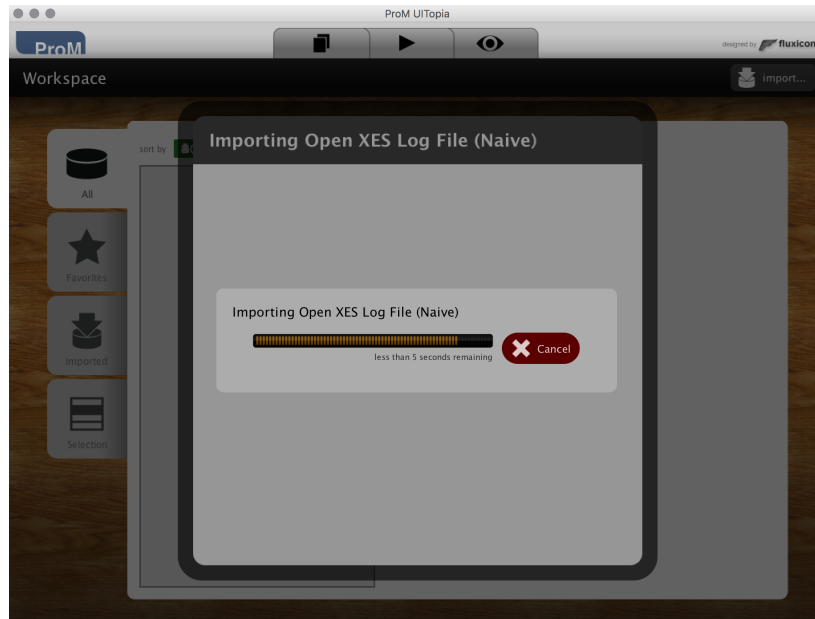 ProM UITopia
ProM
designed by fluxicon
Workspace
import...
All
Favorites
Imported
Selection
sort by
Importing Open XES Log File (Naive)
Importing Open XES Log File (Naive)
less than 5 seconds remaining
Cancel